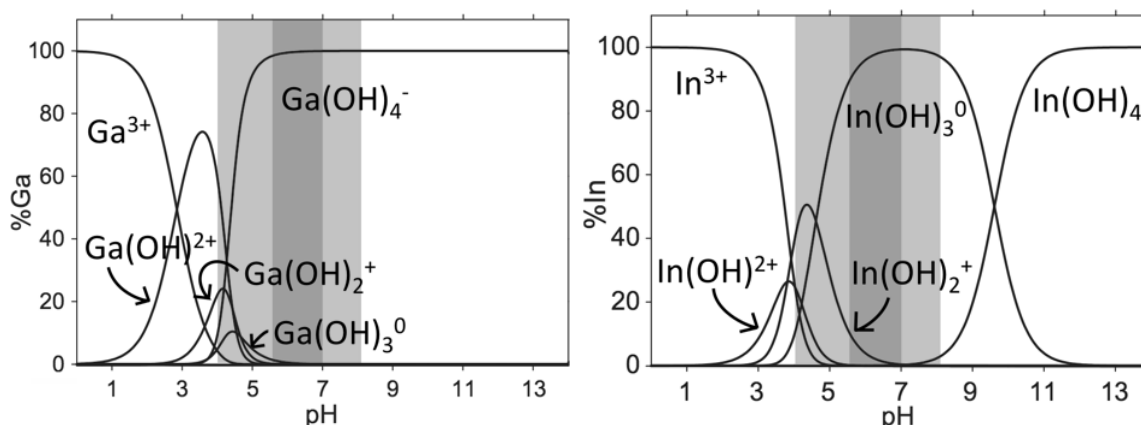 100
80
60
40
20
0
%Ga
Ga³⁺
Ga(OH)²⁺
Ga(OH)₂⁺
Ga(OH)₃⁰
Ga(OH)₄⁻
1 3 5 7 9 11 13
pH
100
80
60
40
20
0
%In
In³⁺
In(OH)²⁺
In(OH)₂⁺
In(OH)₃⁰
In(OH)₄
1 3 5 7 9 11 13
pH